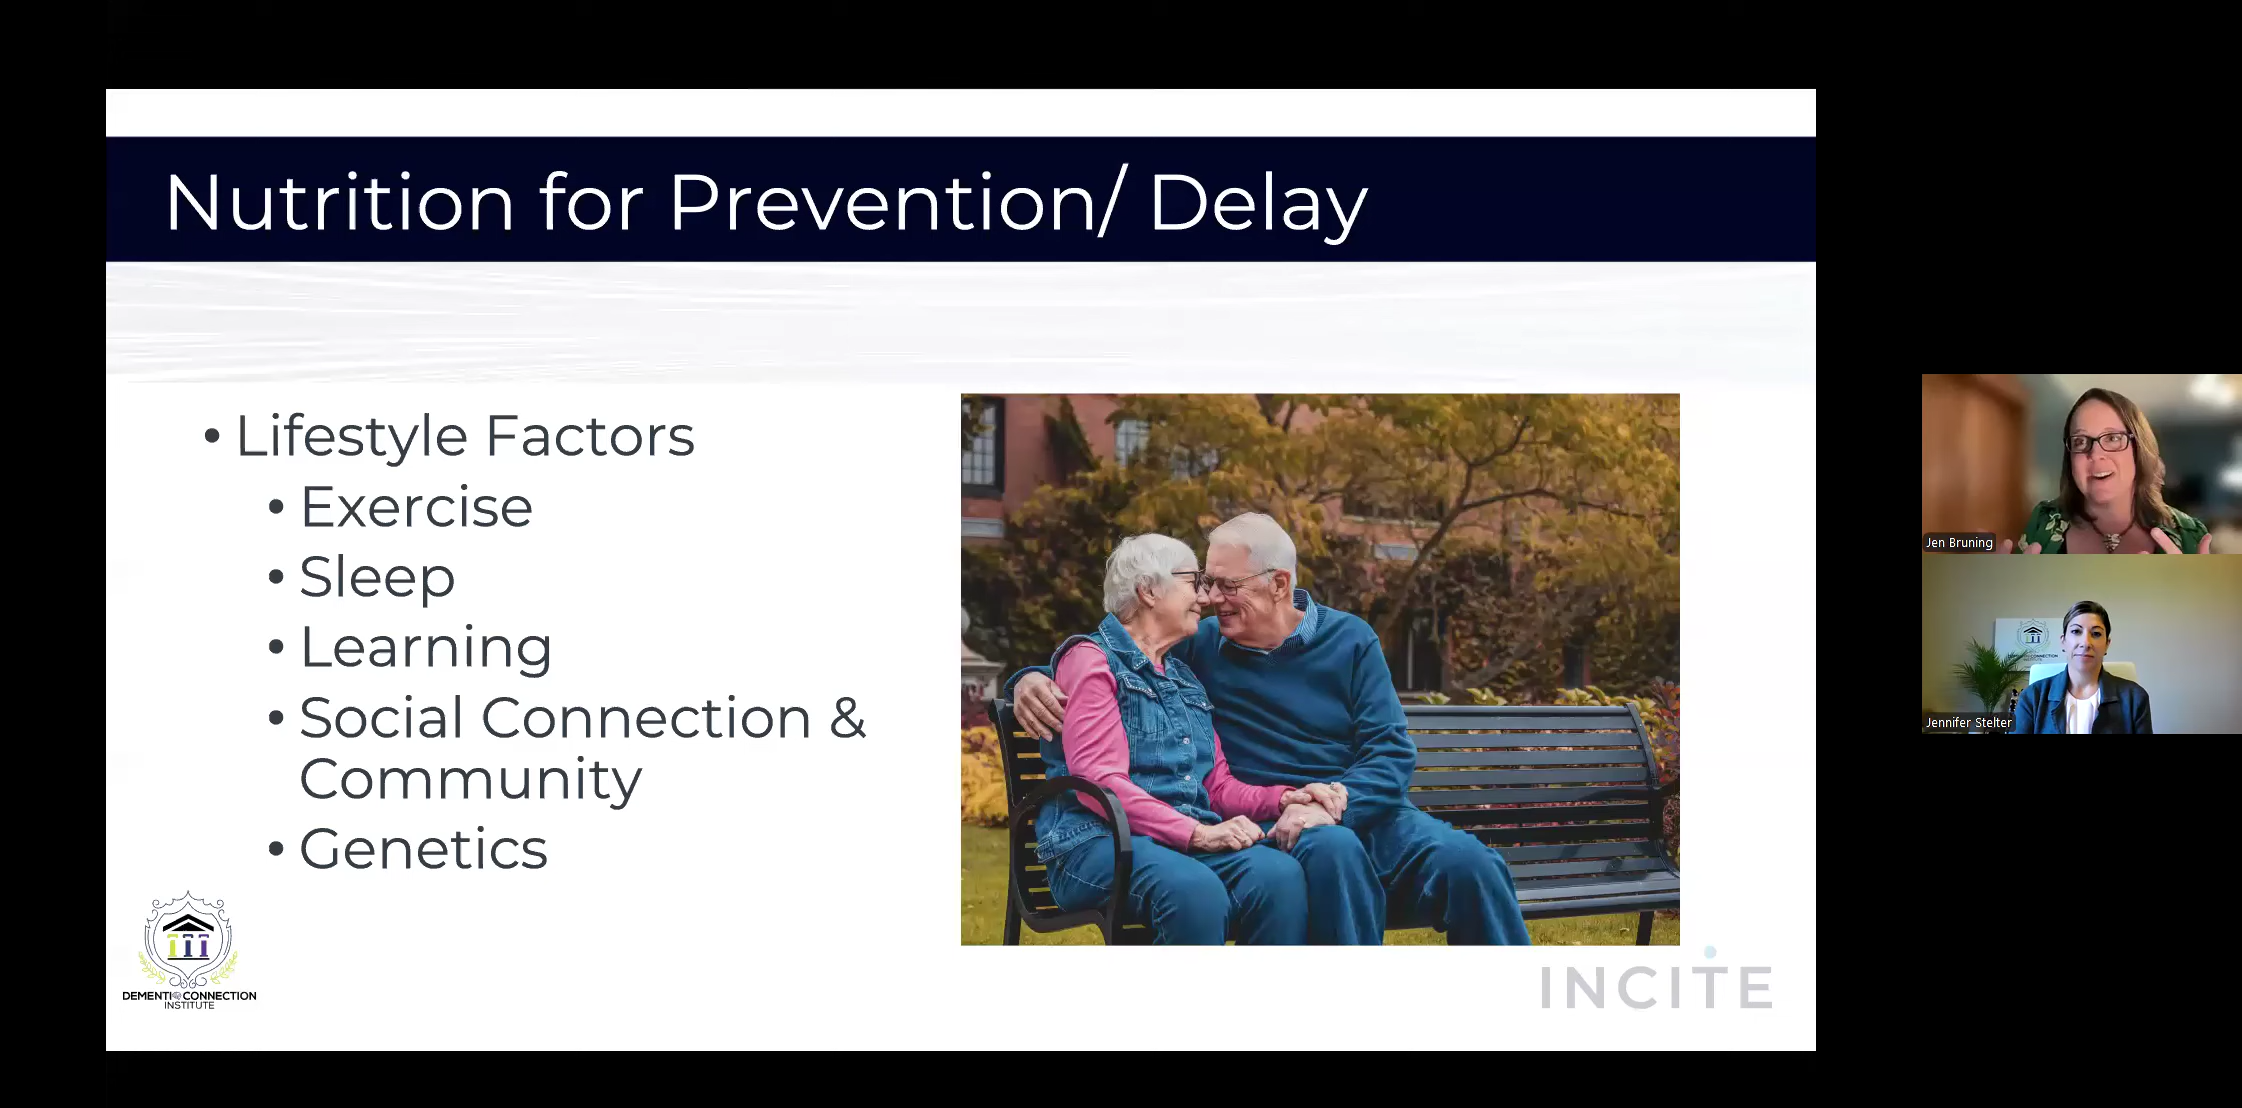 Nutrition for Prevention/ Delay
• Lifestyle Factors
• Exercise
• Sleep
• Learning
• Social Connection &
Community
• Genetics
DEMENTIA CONNECTION
INSTITUTE
INCITE
Jen Bruning
Jennifer Stelter